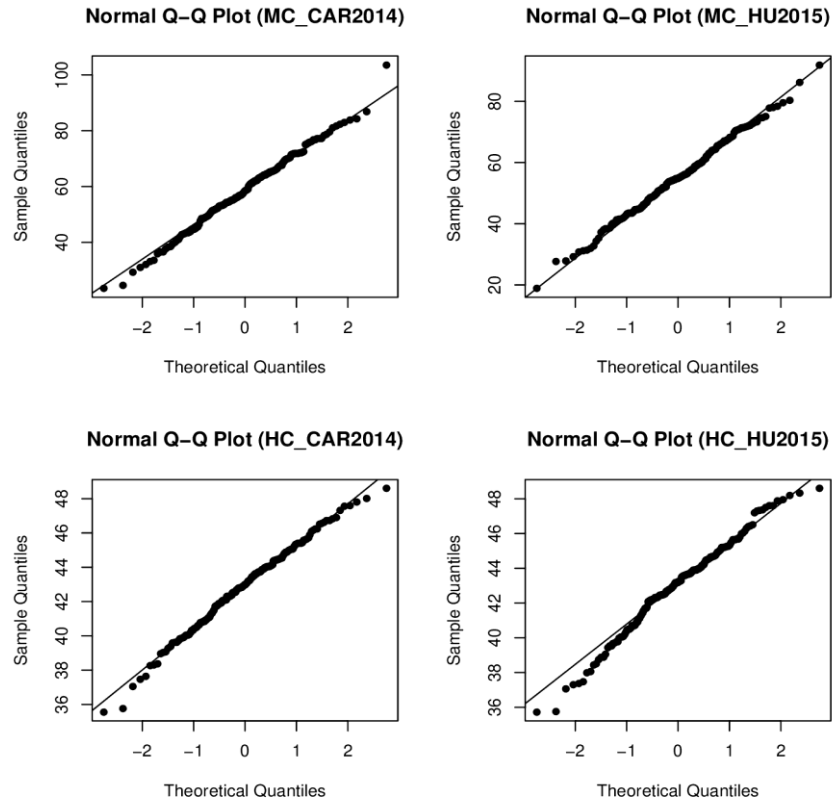 Normal Q−Q Plot (MC_CAR2014)
Sample Quantiles
100
80
60
40
−2 −1 0 1 2
Theoretical Quantiles
Normal Q−Q Plot (MC_HU2015)
Sample Quantiles
80
60
40
20
−2 −1 0 1 2
Theoretical Quantiles
Normal Q−Q Plot (HC_CAR2014)
Sample Quantiles
48
46
44
42
40
38
36
−2 −1 0 1 2
Theoretical Quantiles
Normal Q−Q Plot (HC_HU2015)
Sample Quantiles
48
46
44
42
40
38
36
−2 −1 0 1 2
Theoretical Quantiles